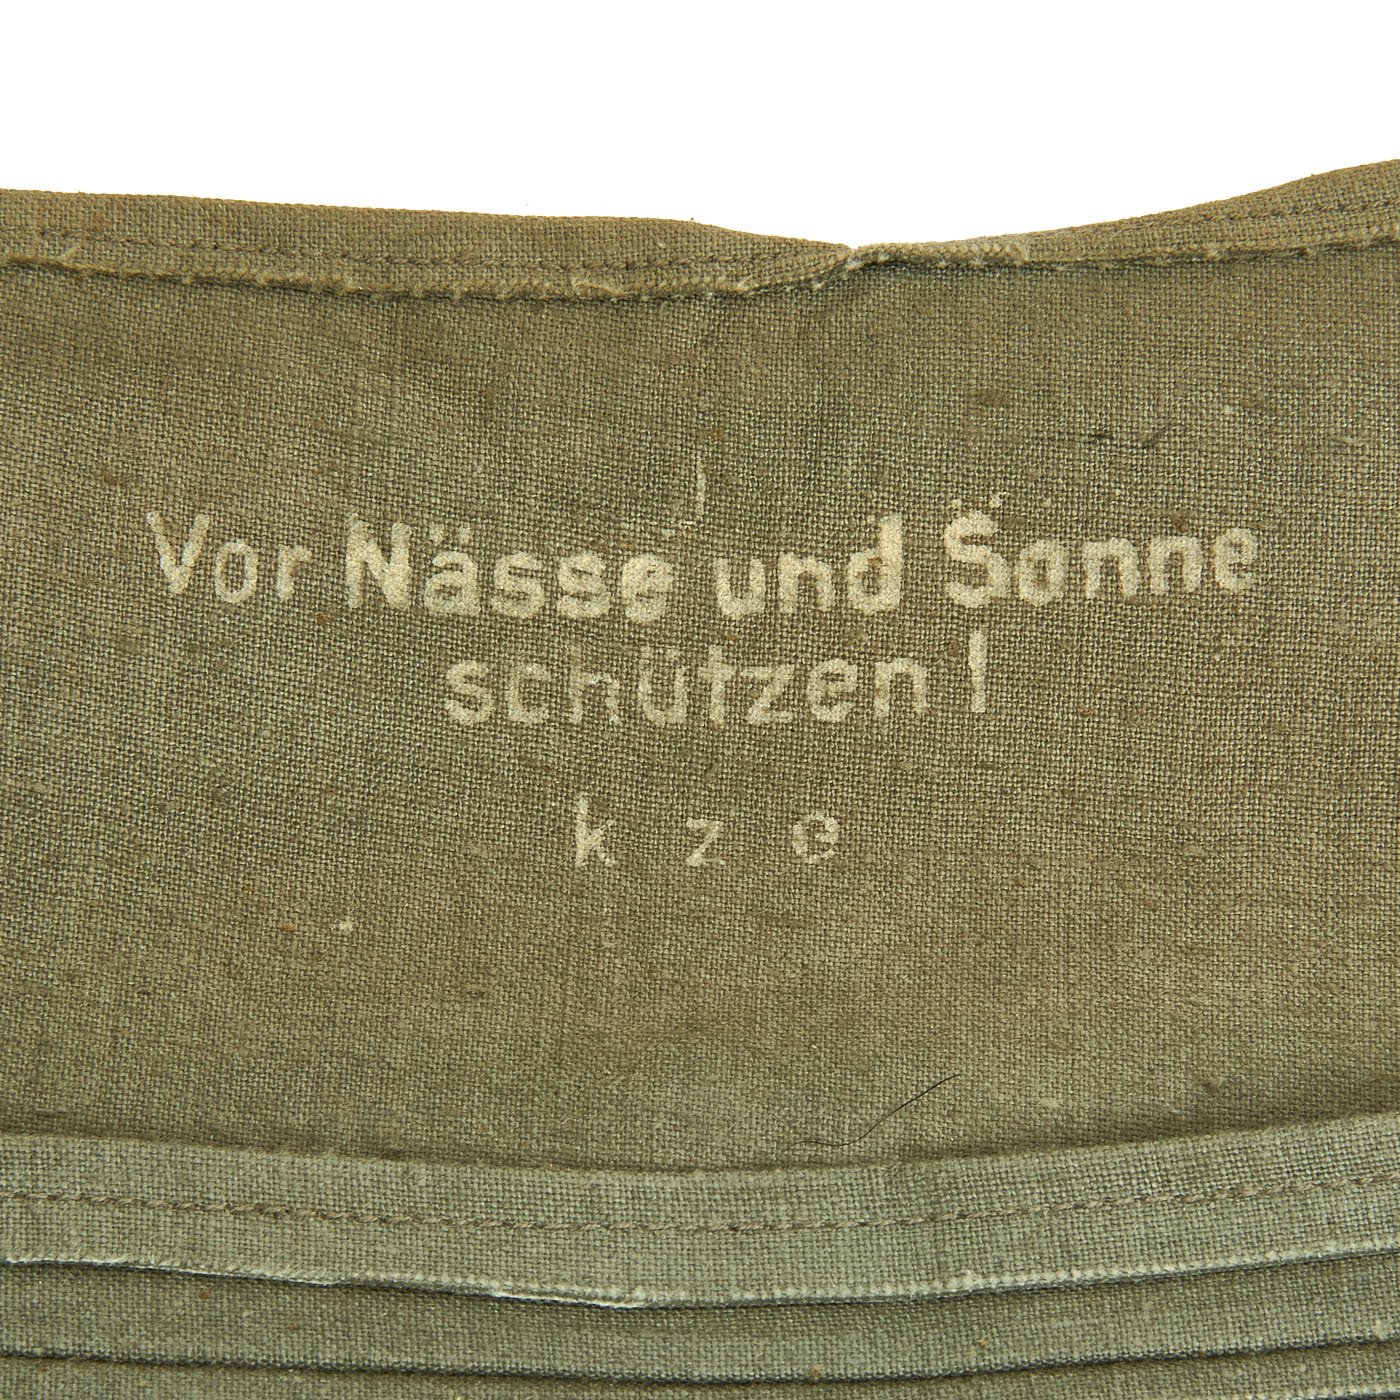 Vor Nässe und Sonne
schützen!
kze